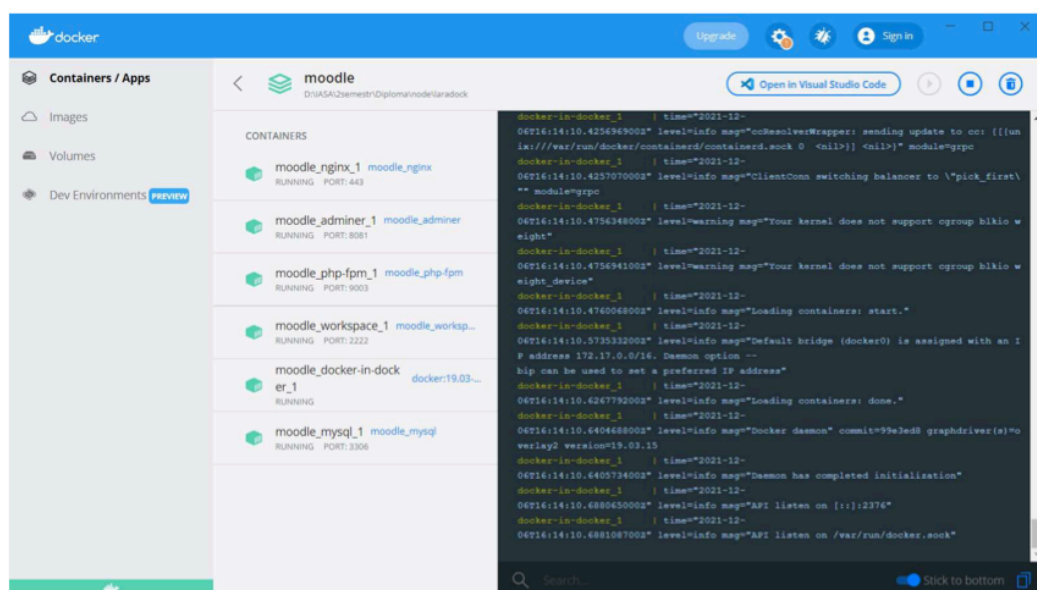 docker
Upgrade
Sign in
Containers / Apps
Images
Volumes
Dev Environments PREVIEW
moodle
D:\IASA\2semestr\Diploma\node\laradock
Open in Visual Studio Code
CONTAINERS
moodle_nginx_1 moodle_nginx
RUNNING PORT: 443
moodle_adminer_1 moodle_adminer
RUNNING PORT: 8081
moodle_php-fpm_1 moodle_php-fpm
RUNNING PORT: 9003
moodle_workspace_1 moodle_worksp...
RUNNING PORT: 2222
moodle_docker-in-dock
er_1 docker:19.03-...
RUNNING
moodle_mysql_1 moodle_mysql
RUNNING PORT: 3306
docker-in-docker_1 | time="2021-12-
06T16:14:10.425696900Z" level=info msg="ccResolverWrapper: sending update to cc: {[{un
ix:///var/run/docker/containerd/containerd.sock 0 <nil>}] <nil>}" module=grpc
docker-in-docker_1 | time="2021-12-
06T16:14:10.425707000Z" level=info msg="ClientConn switching balancer to \"pick_first\
"" module=grpc
docker-in-docker_1 | time="2021-12-
06T16:14:10.475634800Z" level=warning msg="Your kernel does not support cgroup blkio w
eight"
docker-in-docker_1 | time="2021-12-
06T16:14:10.475694100Z" level=warning msg="Your kernel does not support cgroup blkio w
eight_device"
docker-in-docker_1 | time="2021-12-
06T16:14:10.476006800Z" level=info msg="Loading containers: start."
docker-in-docker_1 | time="2021-12-
06T16:14:10.573533200Z" level=info msg="Default bridge (docker0) is assigned with an I
P address 172.17.0.0/16. Daemon option --
bip can be used to set a preferred IP address"
docker-in-docker_1 | time="2021-12-
06T16:14:10.626779200Z" level=info msg="Loading containers: done."
docker-in-docker_1 | time="2021-12-
06T16:14:10.640468800Z" level=info msg="Docker daemon" commit=99e3ed8 graphdriver(s)=o
verlay2 version=19.03.15
docker-in-docker_1 | time="2021-12-
06T16:14:10.640573400Z" level=info msg="Daemon has completed initialization"
docker-in-docker_1 | time="2021-12-
06T16:14:10.688065000Z" level=info msg="API listen on [::]:2376"
docker-in-docker_1 | time="2021-12-
06T16:14:10.688108700Z" level=info msg="API listen on /var/run/docker.sock"
Search...
Stick to bottom